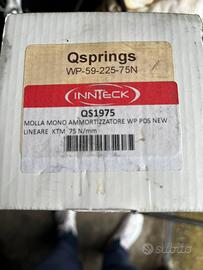 Qsprings
WP-59-225-75N
INNTECK
QS1975
MOLLA MONO AMMORTIZZATORE WP PDS NEW
LINEARE KTM 75 N/mm
subito